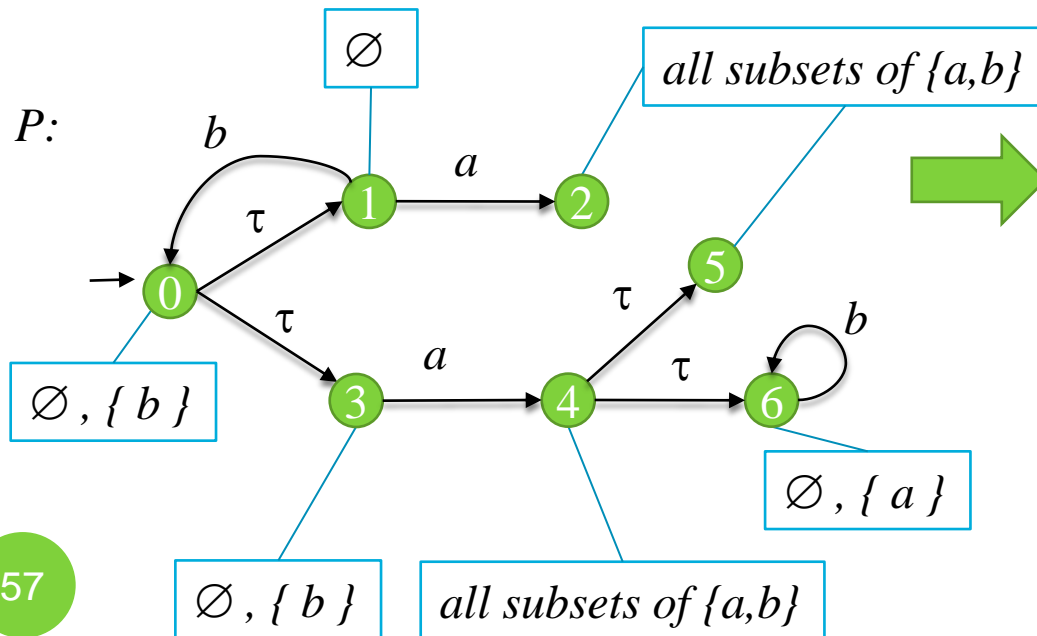 ∅
all subsets of {a,b}
P:
b
a
1
2
τ
5
0
τ
τ
b
a
τ
3
4
6
∅ , { b }
∅ , { a }
57
∅ , { b }
all subsets of {a,b}